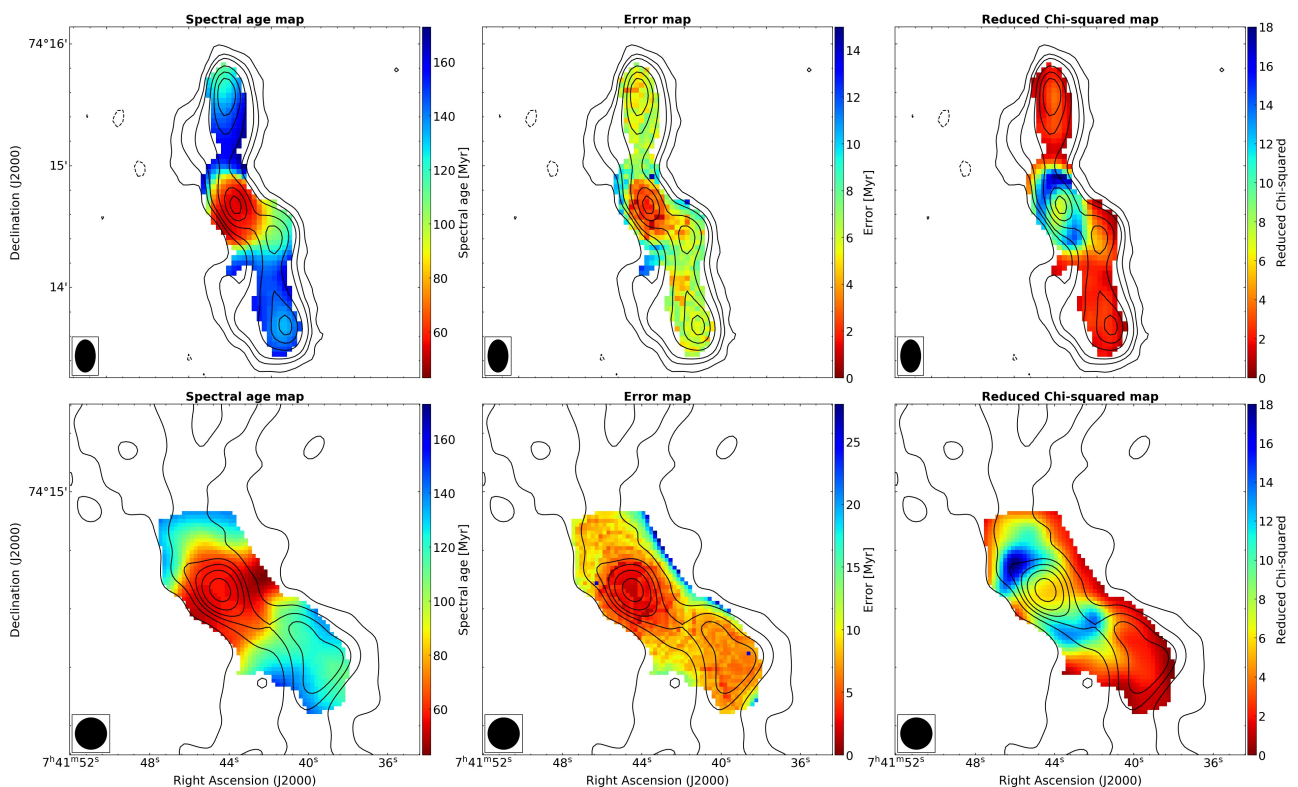 Spectral age map
Error map
Reduced Chi-squared map
74°16'
15'
14'
Declination (J2000)
160
140
120
100
80
60
Spectral age [Myr]
14
12
10
8
6
4
2
0
Error [Myr]
18
16
14
12
10
8
6
4
2
0
Reduced Chi-squared
Spectral age map
Error map
Reduced Chi-squared map
74°15'
Declination (J2000)
160
140
120
100
80
60
Spectral age [Myr]
25
20
15
10
5
0
Error [Myr]
18
16
14
12
10
8
6
4
2
0
Reduced Chi-squared
7ʰ41ᵐ52ˢ 48ˢ 44ˢ 40ˢ 36ˢ
7ʰ41ᵐ52ˢ 48ˢ 44ˢ 40ˢ 36ˢ
7ʰ41ᵐ52ˢ 48ˢ 44ˢ 40ˢ 36ˢ
Right Ascension (J2000)
Right Ascension (J2000)
Right Ascension (J2000)